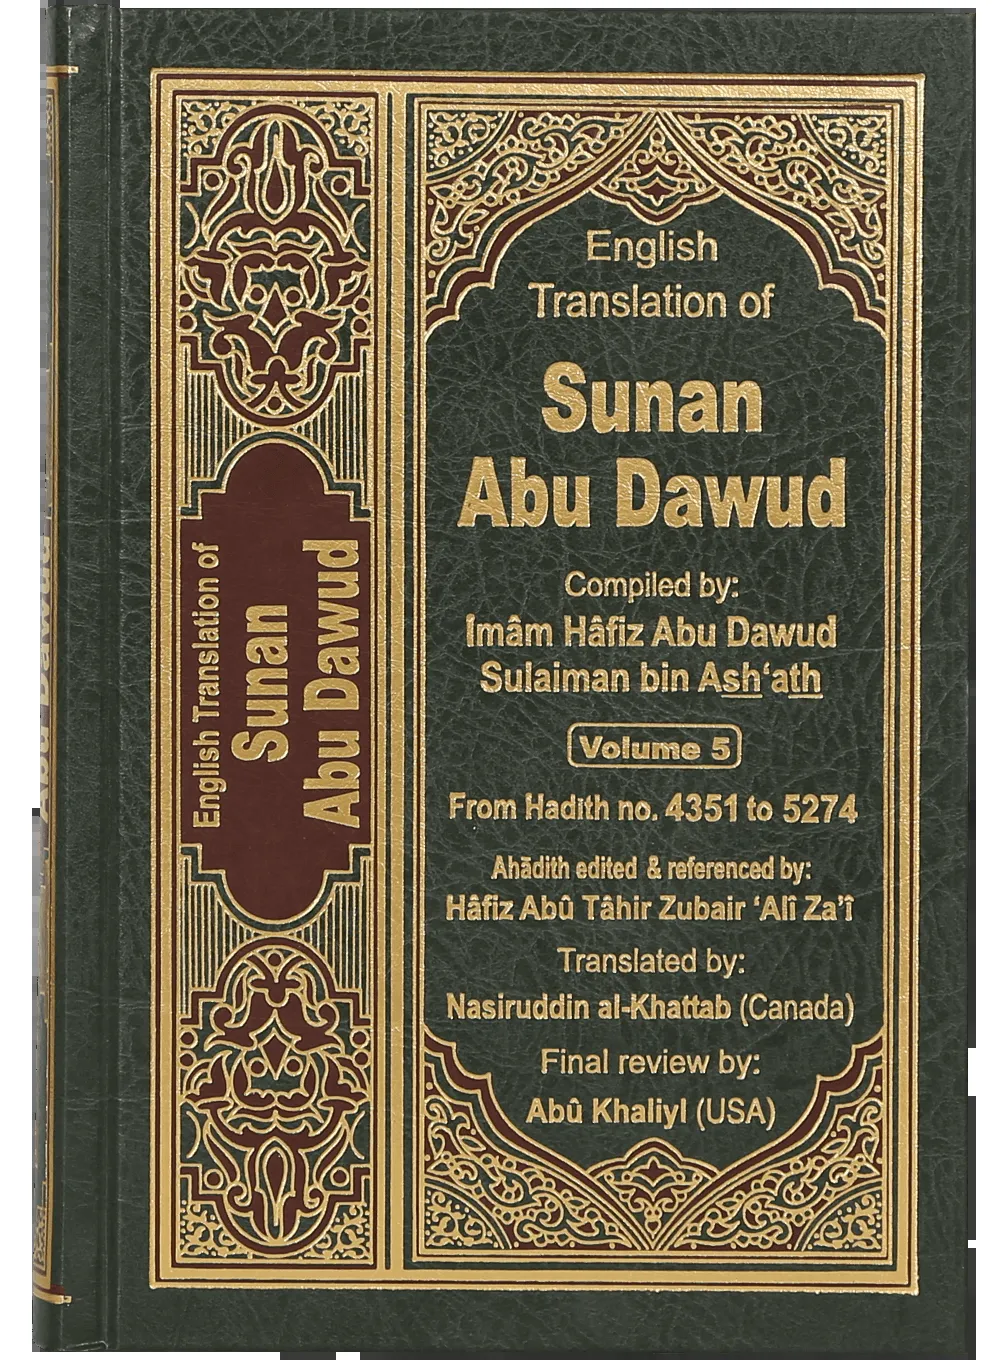 English
Translation of
Sunan
Abu Dawud
Compiled by:
Imâm Hâfiz Abu Dawud
Sulaiman bin Ash‘ath
Volume 5
From Hadith no. 4351 to 5274
Ahādith edited & referenced by:
Hâfiz Abû Tâhir Zubair ‘Alî Za’î
Translated by:
Nasiruddin al-Khattab (Canada)
Final review by:
Abû Khaliyl (USA)
English Translation of
Sunan
Abu Dawud
Abu Dawud